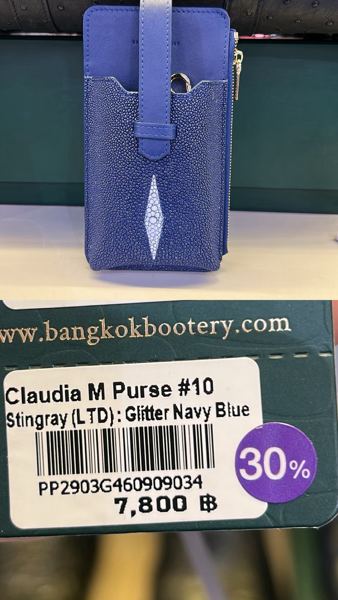 www.bangkokbootery.com
Claudia M Purse #10
Stingray (LTD) : Glitter Navy Blue
30%
PP2903G460909034
7,800 ฿